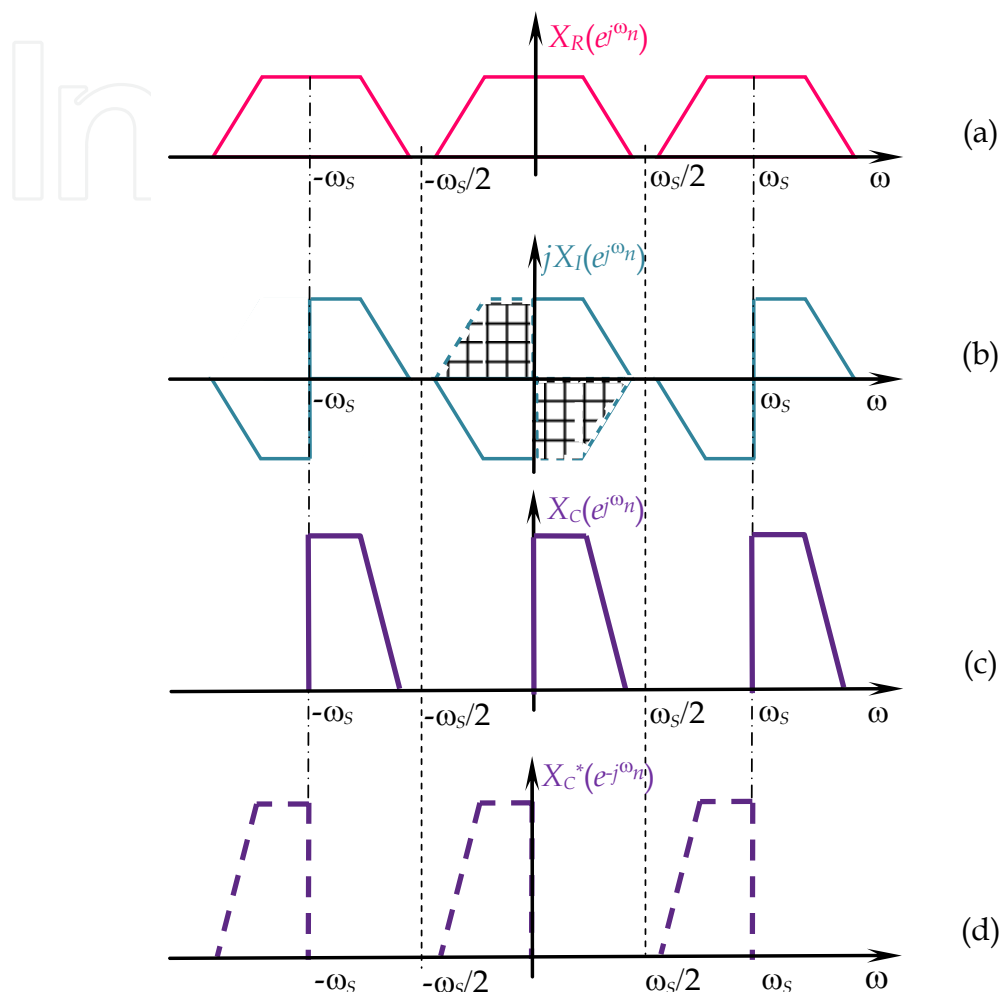 In
X_R(e^{jω_n})
(a)
-ω_S -ω_S/2 ω_S/2 ω_S ω
jX_I(e^{jω_n})
(b)
-ω_S ω_S ω
X_C(e^{jω_n})
(c)
-ω_S -ω_S/2 ω_S/2 ω_S ω
X_C^*(e^{-jω_n})
(d)
-ω_S -ω_S/2 ω_S/2 ω_S ω